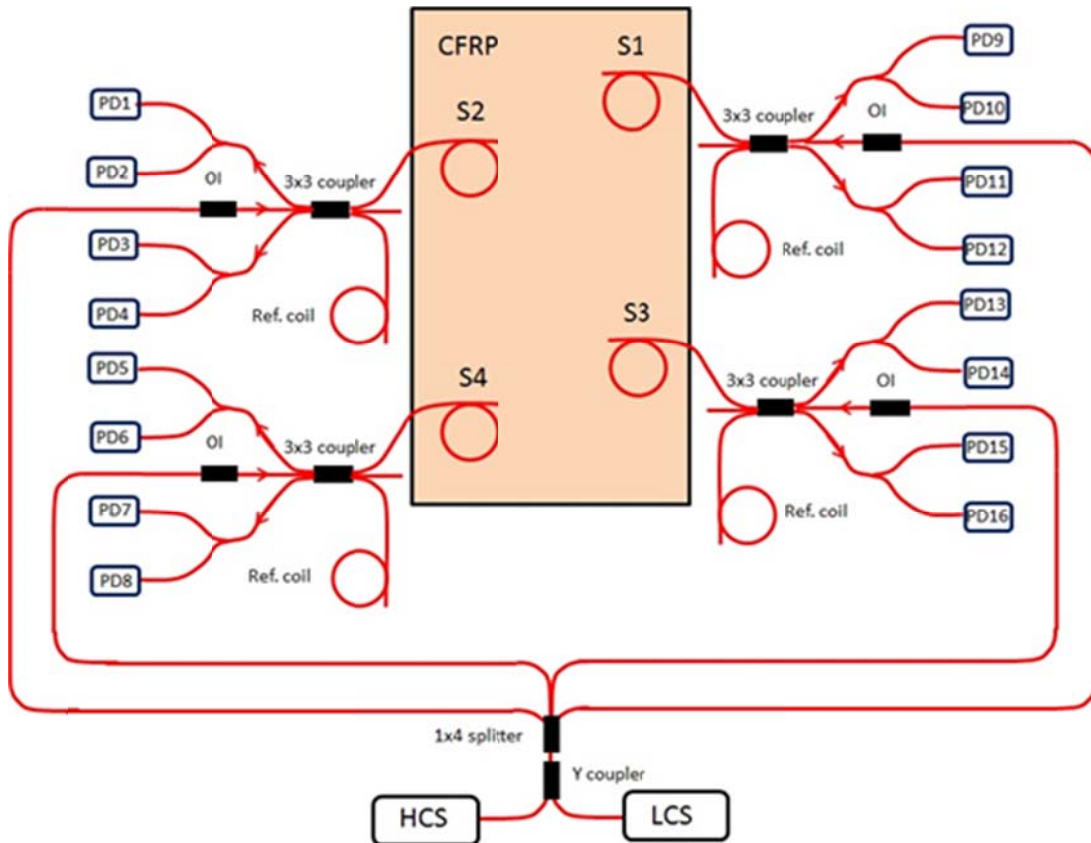 CFRP
S1
S2
S3
S4
PD1
PD2
OI
3x3 coupler
PD3
PD4
Ref. coil
PD5
PD6
OI
3x3 coupler
PD7
PD8
Ref. coil
PD9
3x3 coupler
PD10
OI
PD11
PD12
Ref. coil
PD13
3x3 coupler
OI
PD14
PD15
PD16
Ref. coil
1x4 splitter
Y coupler
HCS
LCS